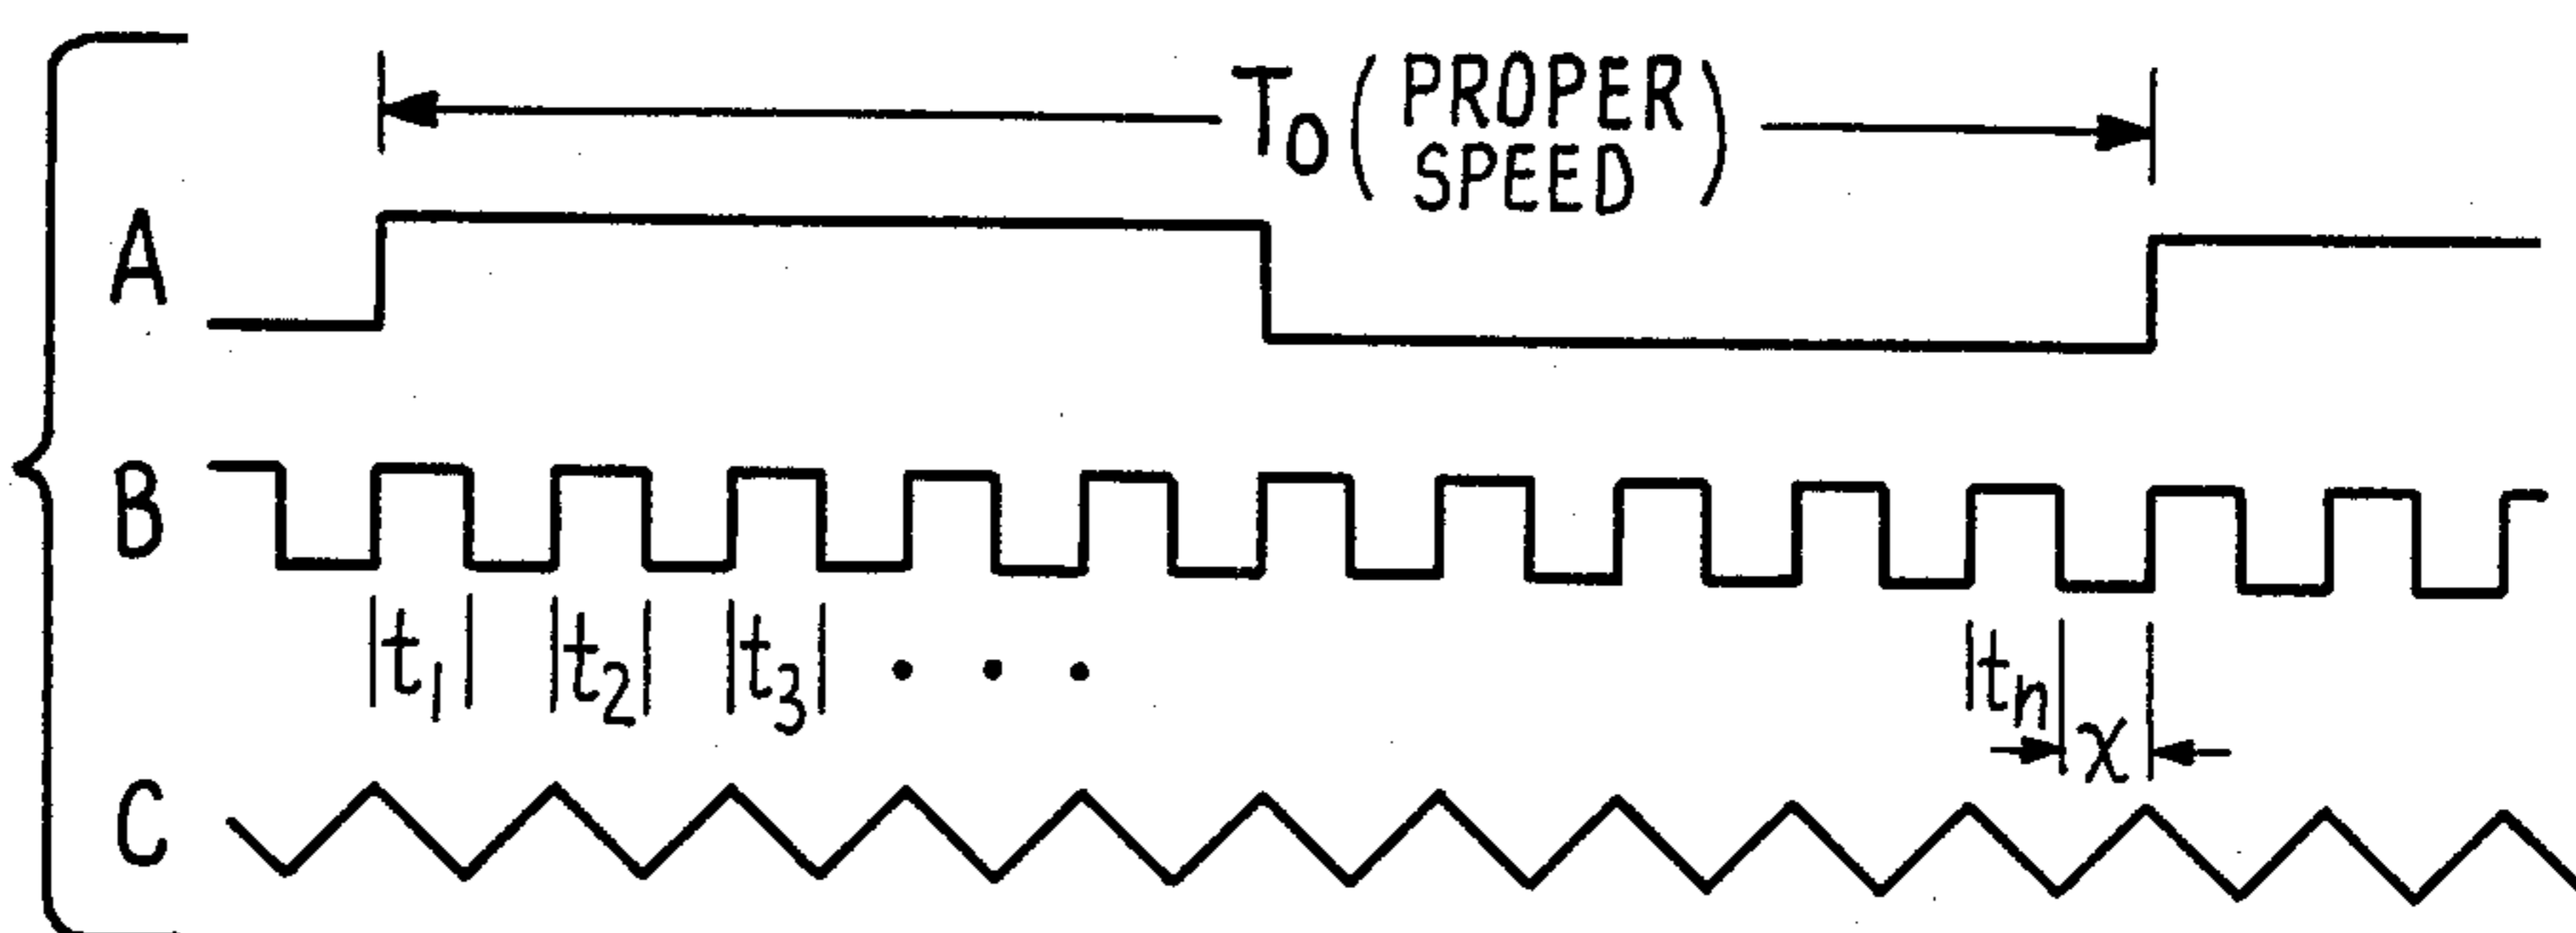 T0 (PROPER SPEED)
A
B
t1 t2 t3 • • • tn
x
C